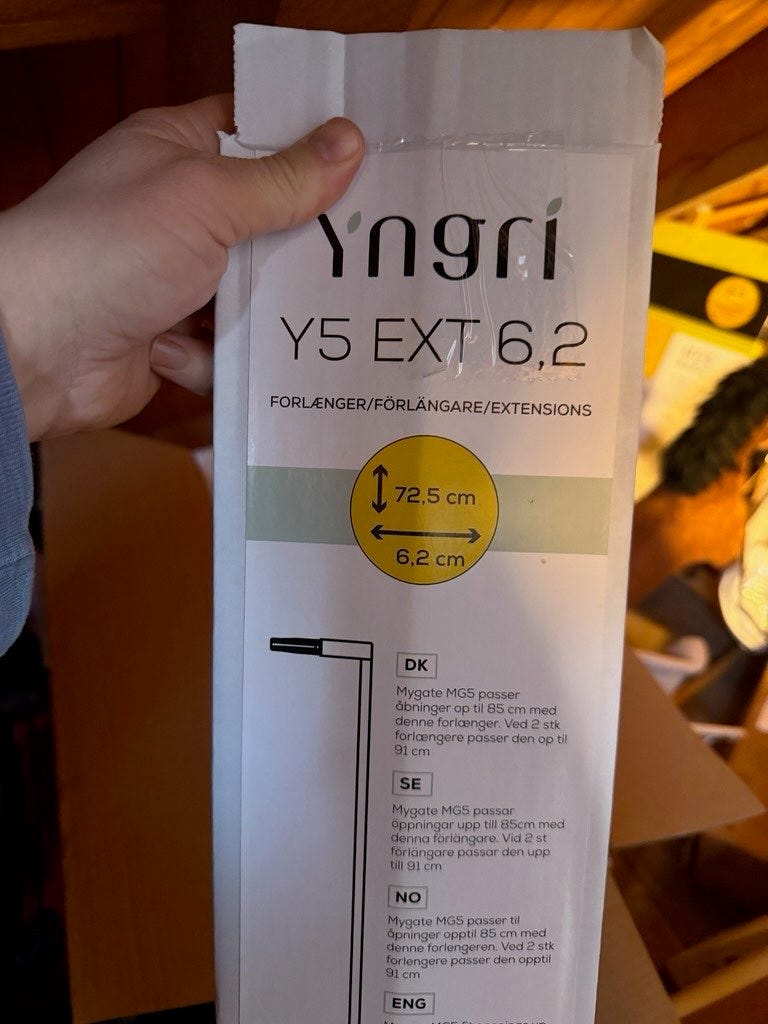 Yngri
Y5 EXT 6,2
FORLÆNGER/FÖRLÄNGARE/EXTENSIONS
72,5 cm
6,2 cm
DK
Mygate MG5 passer
åbninger op til 85 cm med
denne forlænger. Ved 2 stk
forlængere passer den op til
91 cm
SE
Mygate MG5 passar
öppningar upp till 85cm med
denna förlängare. Vid 2 st
förlängare passar den upp
till 91 cm
NO
Mygate MG5 passer til
åpninger opptil 85 cm med
denne forlengeren. Ved 2 stk
forlengere passer den opptil
91 cm
ENG